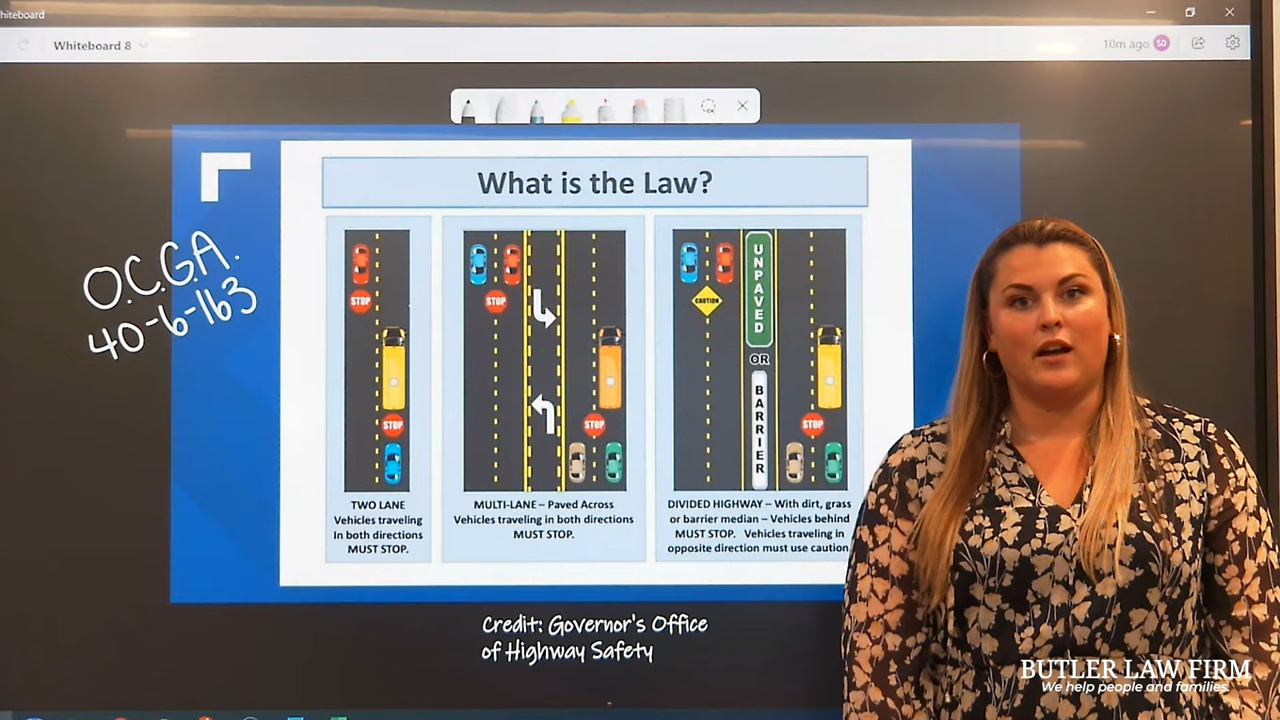 hiteboard
Whiteboard 8
10m ago
SD
What is the Law?
O.C.G.A.
40-6-163
STOP
STOP
STOP
STOP
CAUTION
UNPAVED
OR
BARRIER
STOP
TWO LANE
Vehicles traveling
In both directions
MUST STOP.
MULTI-LANE – Paved Across
Vehicles traveling in both directions
MUST STOP.
DIVIDED HIGHWAY – With dirt, grass
or barrier median – Vehicles behind
MUST STOP. Vehicles traveling in
opposite direction must use caution
Credit: Governor's Office
of Highway Safety
BUTLER LAW FIRM
We help people and families.